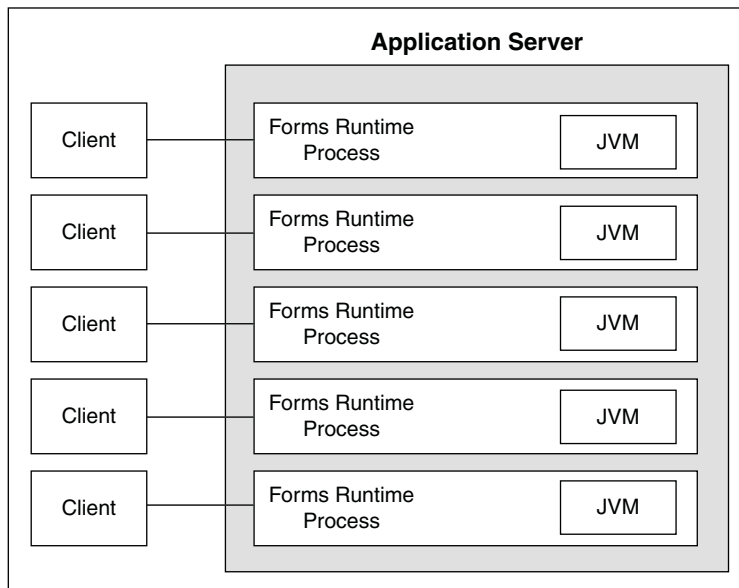 Application Server
Client
Forms Runtime
Process
JVM
Client
Forms Runtime
Process
JVM
Client
Forms Runtime
Process
JVM
Client
Forms Runtime
Process
JVM
Client
Forms Runtime
Process
JVM